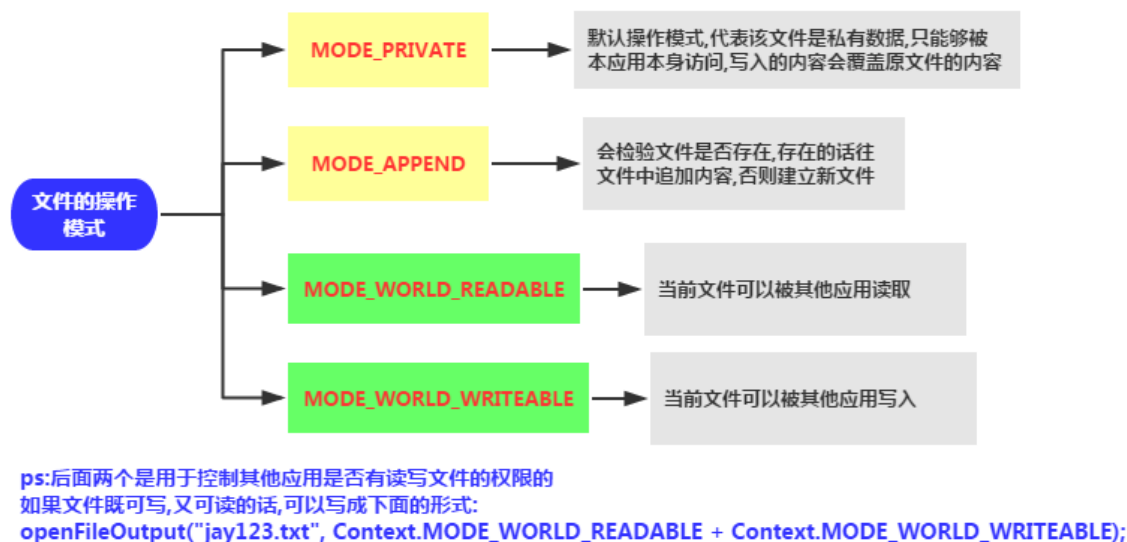 MODE_PRIVATE
默认操作模式,代表该文件是私有数据,只能够被
本应用本身访问,写入的内容会覆盖原文件的内容
MODE_APPEND
会检验文件是否存在,存在的话往
文件中追加内容,否则建立新文件
文件的操作
模式
MODE_WORLD_READABLE
当前文件可以被其他应用读取
MODE_WORLD_WRITEABLE
当前文件可以被其他应用写入
ps:后面两个是用于控制其他应用是否有读写文件的权限的
如果文件既可写,又可读的话,可以写成下面的形式:
openFileOutput("jay123.txt", Context.MODE_WORLD_READABLE + Context.MODE_WORLD_WRITEABLE);